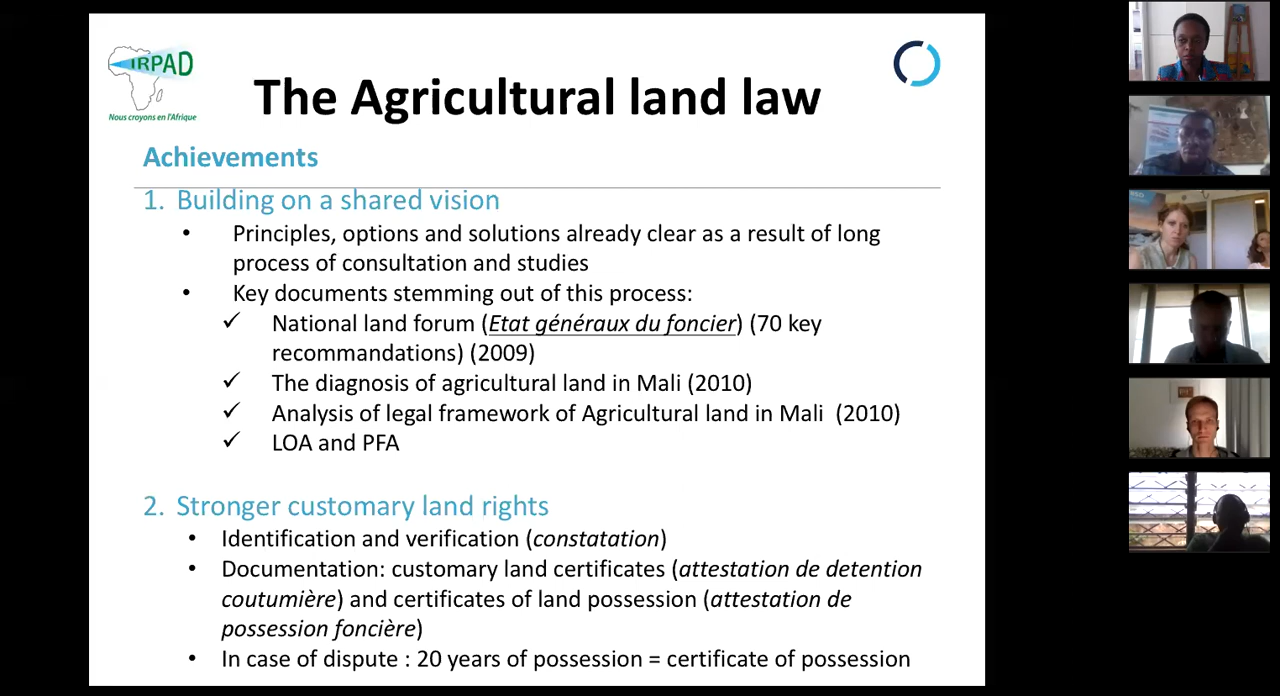 IRPAD
Nous croyons en l'Afrique
The Agricultural land law
Achievements
1. Building on a shared vision
• Principles, options and solutions already clear as a result of long
process of consultation and studies
• Key documents stemming out of this process:
✓ National land forum (Etat généraux du foncier) (70 key
recommandations) (2009)
✓ The diagnosis of agricultural land in Mali (2010)
✓ Analysis of legal framework of Agricultural land in Mali (2010)
✓ LOA and PFA
2. Stronger customary land rights
• Identification and verification (constatation)
• Documentation: customary land certificates (attestation de detention
coutumière) and certificates of land possession (attestation de
possession foncière)
• In case of dispute : 20 years of possession = certificate of possession